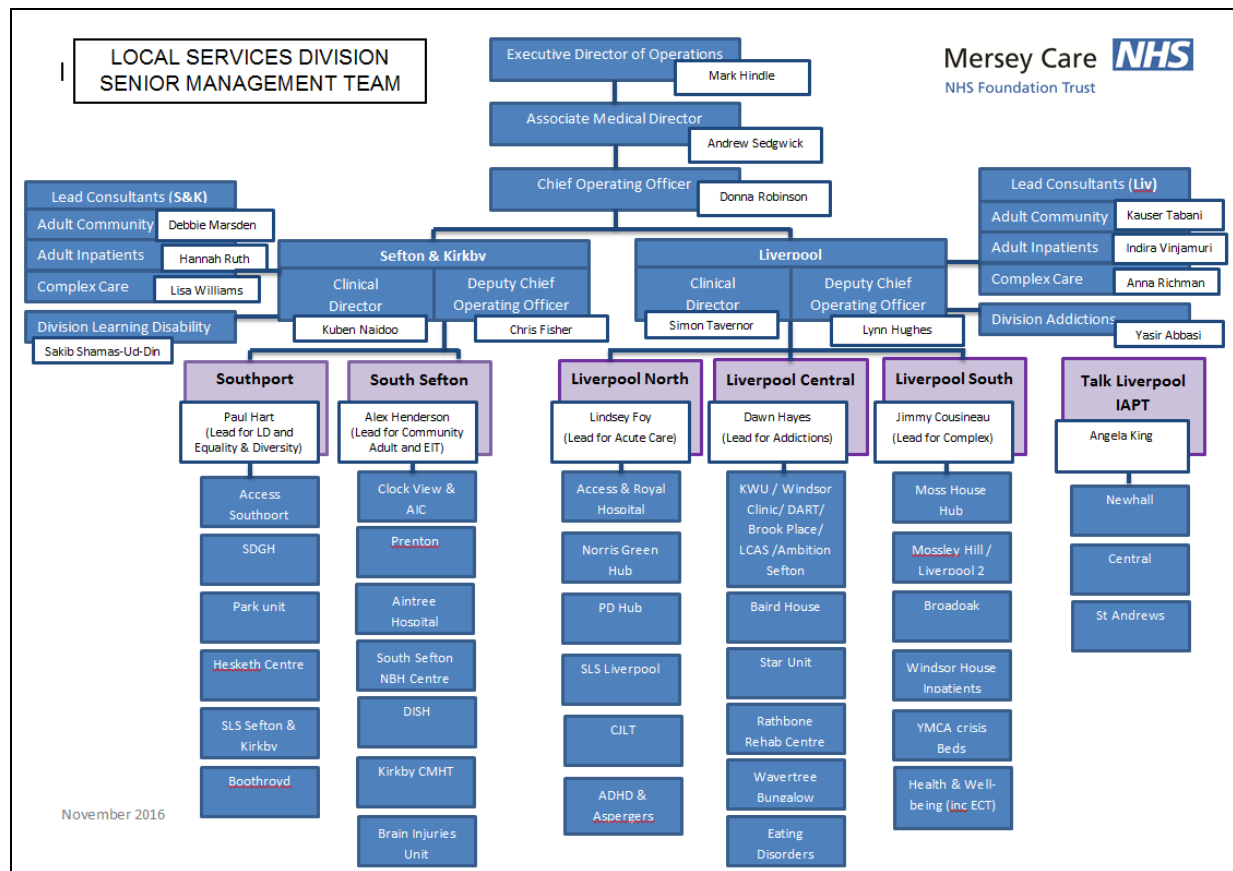 LOCAL SERVICES DIVISION
SENIOR MANAGEMENT TEAM
Mersey Care NHS
NHS Foundation Trust
Executive Director of Operations
Mark Hindle
Associate Medical Director
Andrew Sedgwick
Chief Operating Officer
Donna Robinson
Lead Consultants (S&K)
Adult Community
Debbie Marsden
Adult Inpatients
Hannah Ruth
Complex Care
Lisa Williams
Division Learning Disability
Sakib Shamas-Ud-Din
Sefton & Kirkby
Clinical
Director
Kuben Naidoo
Deputy Chief
Operating Officer
Chris Fisher
Liverpool
Clinical
Director
Simon Tavernor
Deputy Chief
Operating Officer
Lynn Hughes
Lead Consultants (Liv)
Adult Community
Kauser Tabani
Adult Inpatients
Indira Vinjamuri
Complex Care
Anna Richman
Division Addictions
Yasir Abbasi
Southport
Paul Hart
(Lead for LD and
Equality & Diversity)
Access
Southport
SDGH
Park unit
Hesketh Centre
SLS Sefton &
Kirkby
Boothroyd
South Sefton
Alex Henderson
(Lead for Community
Adult and EIT)
Clock View &
AIC
Prenton
Aintree
Hospital
South Sefton
NBH Centre
DISH
Kirkby CMHT
Brain Injuries
Unit
Liverpool North
Lindsey Foy
(Lead for Acute Care)
Access & Royal
Hospital
Norris Green
Hub
PD Hub
SLS Liverpool
CJLT
ADHD &
Aspergers
Liverpool Central
Dawn Hayes
(Lead for Addictions)
KWU / Windsor
Clinic/ DART/
Brook Place/
LCAS /Ambition
Sefton
Baird House
Star Unit
Rathbone
Rehab Centre
Wavertree
Bungalow
Eating
Disorders
Liverpool South
Jimmy Cousineau
(Lead for Complex)
Moss House
Hub
Mossley Hill /
Liverpool 2
Broadoak
Windsor House
Inpatients
YMCA crisis
Beds
Health & Well-
being (inc ECT)
Talk Liverpool
IAPT
Angela King
Newhall
Central
St Andrews
November 2016